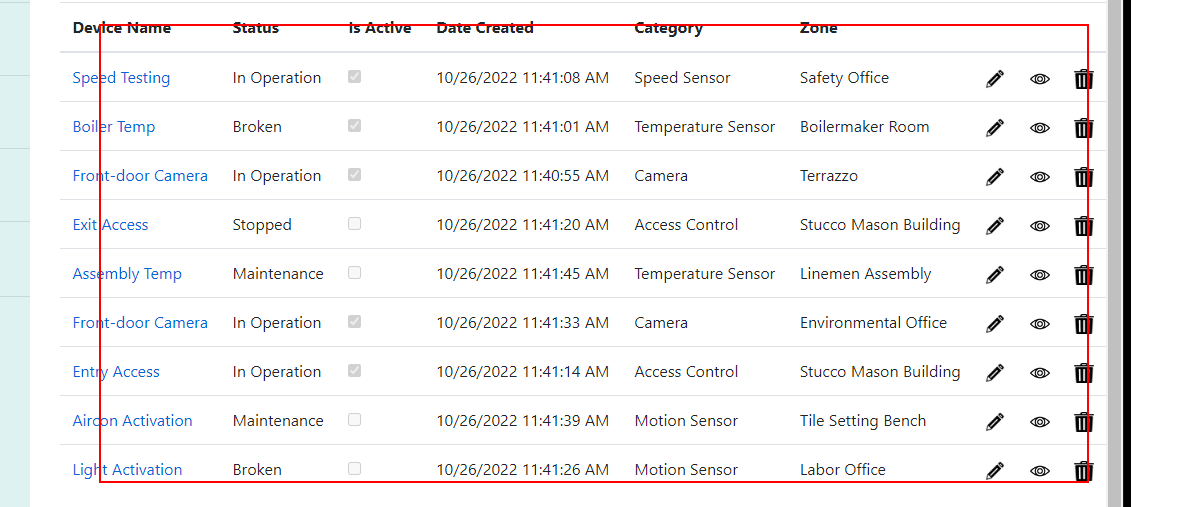 Device Name Status Is Active Date Created Category Zone
Speed Testing In Operation 10/26/2022 11:41:08 AM Speed Sensor Safety Office
Boiler Temp Broken 10/26/2022 11:41:01 AM Temperature Sensor Boilermaker Room
Front-door Camera In Operation 10/26/2022 11:40:55 AM Camera Terrazzo
Exit Access Stopped 10/26/2022 11:41:20 AM Access Control Stucco Mason Building
Assembly Temp Maintenance 10/26/2022 11:41:45 AM Temperature Sensor Linemen Assembly
Front-door Camera In Operation 10/26/2022 11:41:33 AM Camera Environmental Office
Entry Access In Operation 10/26/2022 11:41:14 AM Access Control Stucco Mason Building
Aircon Activation Maintenance 10/26/2022 11:41:39 AM Motion Sensor Tile Setting Bench
Light Activation Broken 10/26/2022 11:41:26 AM Motion Sensor Labor Office